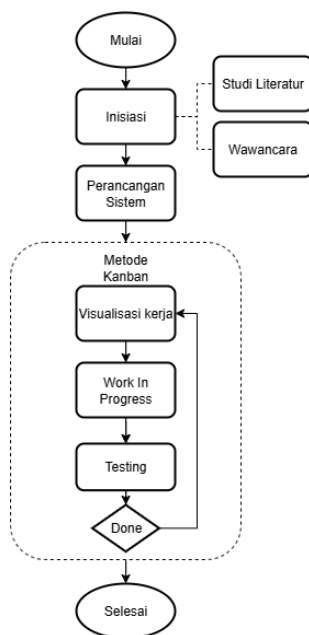 Mulai
Inisiasi
Studi Literatur
Wawancara
Perancangan
Sistem
Metode
Kanban
Visualisasi kerja
Work In
Progress
Testing
Done
Selesai